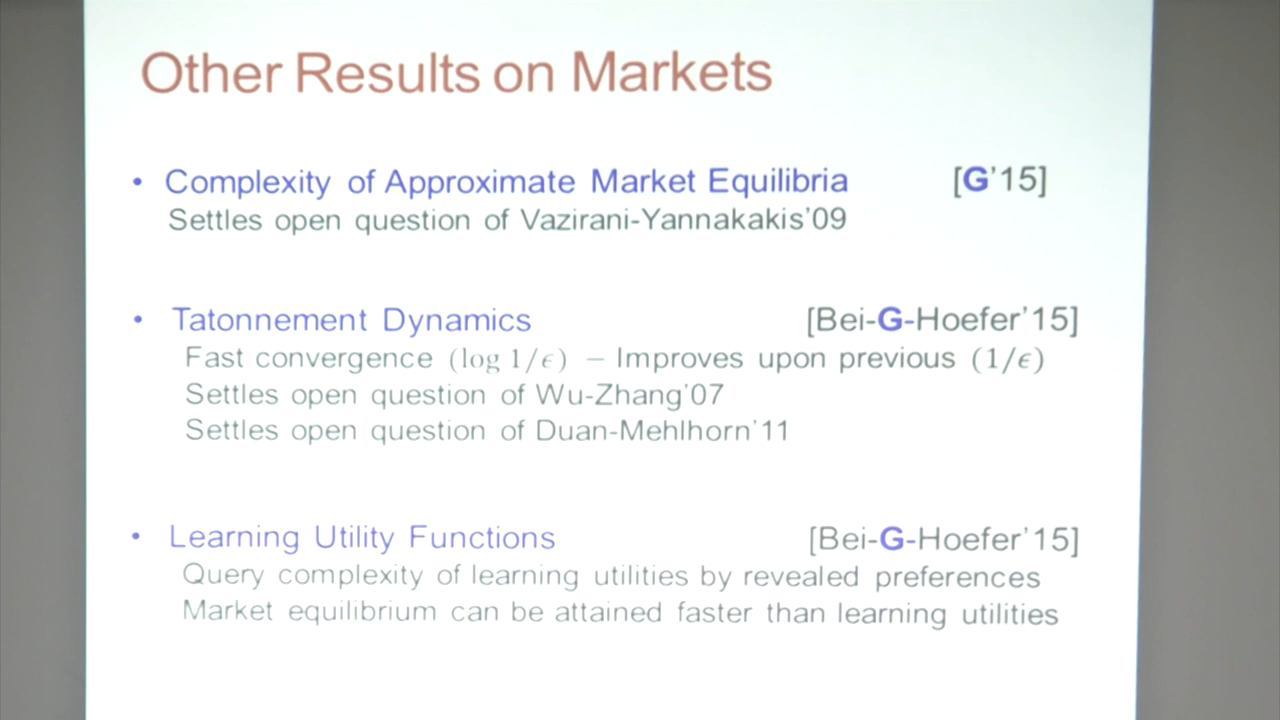 Other Results on Markets
• Complexity of Approximate Market Equilibria [G'15]
Settles open question of Vazirani-Yannakakis'09
• Tatonnement Dynamics [Bei-G-Hoefer'15]
Fast convergence (log 1/ϵ) – Improves upon previous (1/ϵ)
Settles open question of Wu-Zhang'07
Settles open question of Duan-Mehlhorn'11
• Learning Utility Functions [Bei-G-Hoefer'15]
Query complexity of learning utilities by revealed preferences
Market equilibrium can be attained faster than learning utilities